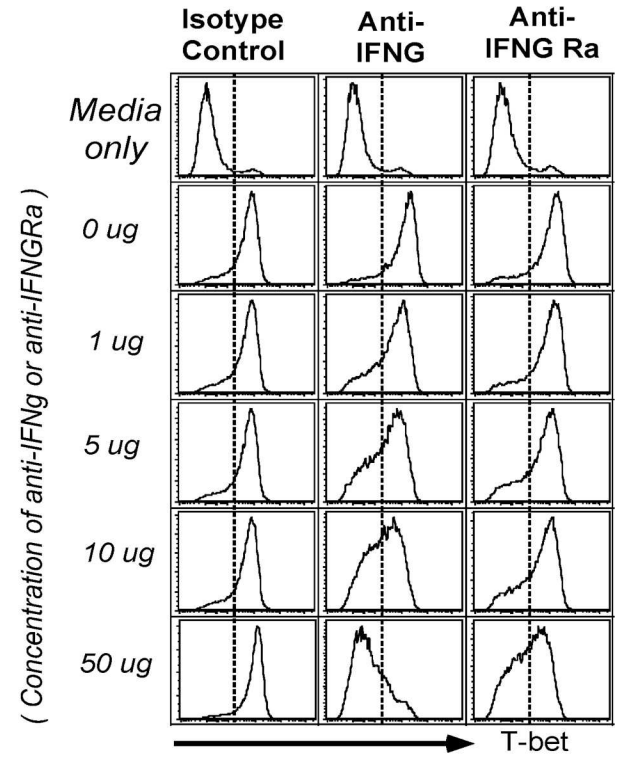 Isotype
Control
Anti-
IFNG
Anti-
IFNG Ra
Media
only
0 ug
1 ug
5 ug
10 ug
50 ug
( Concentration of anti-IFNg or anti-IFNGRa )
T-bet